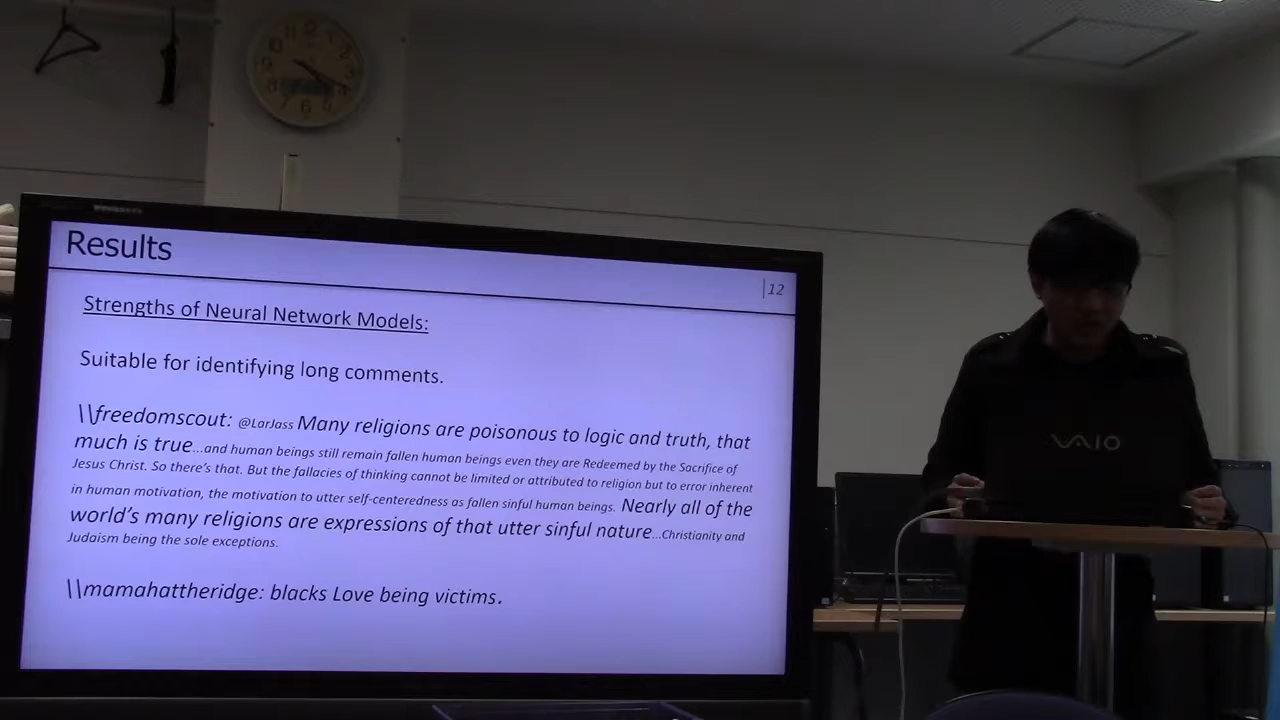 Results
12
Strengths of Neural Network Models:
Suitable for identifying long comments.
\\freedomscout: @LarJass Many religions are poisonous to logic and truth, that
much is true...and human beings still remain fallen human beings even they are Redeemed by the Sacrifice of
Jesus Christ. So there's that. But the fallacies of thinking cannot be limited or attributed to religion but to error inherent
in human motivation, the motivation to utter self-centeredness as fallen sinful human beings. Nearly all of the
world's many religions are expressions of that utter sinful nature...Christianity and
Judaism being the sole exceptions.
\\mamahattheridge: blacks Love being victims.
VAIO